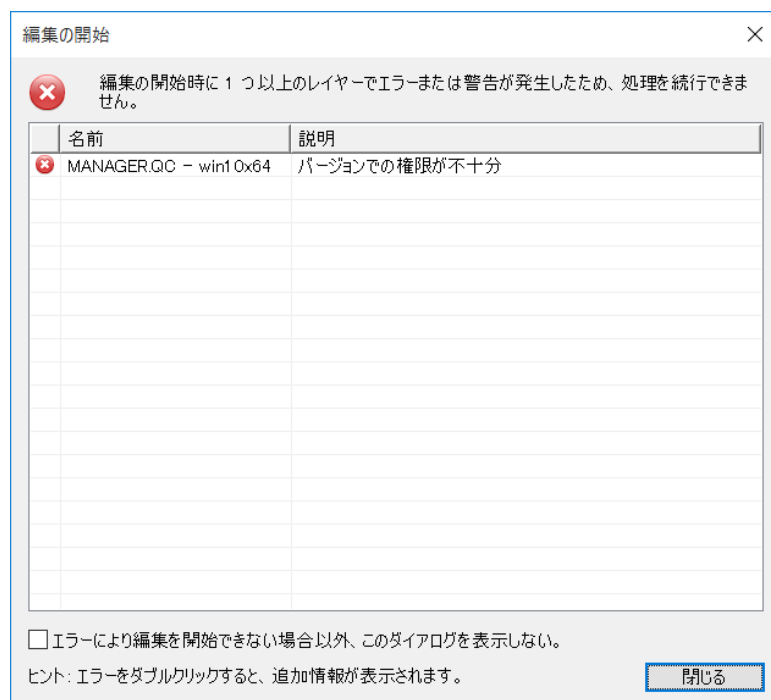 編集の開始
編集の開始時に 1 つ以上のレイヤーでエラーまたは警告が発生したため、処理を続行できま
せん。
名前 説明
MANAGER.QC - win10x64 バージョンでの権限が不十分
エラーにより編集を開始できない場合以外、このダイアログを表示しない。
ヒント: エラーをダブルクリックすると、追加情報が表示されます。 閉じる